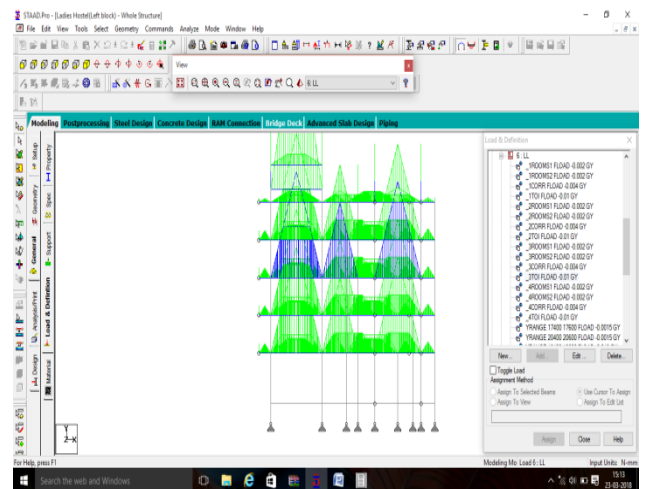 STAAD.Pro - [Ladies Hostel(Left block) - Whole Structure]
File Edit View Tools Select Geometry Commands Analyze Mode Window Help
View
6: LL
Modeling Postprocessing Steel Design Concrete Design RAM Connection Bridge Deck Advanced Slab Design Piping
Setup
Geometry
General
Analysis/Print
Design
Property
Spec
Support
Load & Definition
Material
Y
Z-X
Load & Definition
6 : LL
_1ROOMS1 FLOAD -0.002 GY
_1ROOMS2 FLOAD -0.002 GY
_1CORR FLOAD -0.004 GY
_1TOI FLOAD -0.01 GY
_2ROOMS1 FLOAD -0.002 GY
_2ROOMS2 FLOAD -0.002 GY
_2CORR FLOAD -0.004 GY
_2TOI FLOAD -0.01 GY
_3ROOMS1 FLOAD -0.002 GY
_3ROOMS2 FLOAD -0.002 GY
_3CORR FLOAD -0.004 GY
_3TOI FLOAD -0.01 GY
_4ROOMS1 FLOAD -0.002 GY
_4ROOMS2 FLOAD -0.002 GY
_4CORR FLOAD -0.004 GY
_4TOI FLOAD -0.01 GY
YRANGE 17400 17600 FLOAD -0.0015 GY
YRANGE 20400 20600 FLOAD -0.0015 GY
New... Add... Edit... Delete...
Toggle Load
Assignment Method
Assign To Selected Beams Use Cursor To Assign
Assign To View Assign To Edit List
Assign Close Help
For Help, press F1
Modeling Mo Load 6 : LL Input Units: N-mm
Search the web and Windows
15:13
23-03-2018